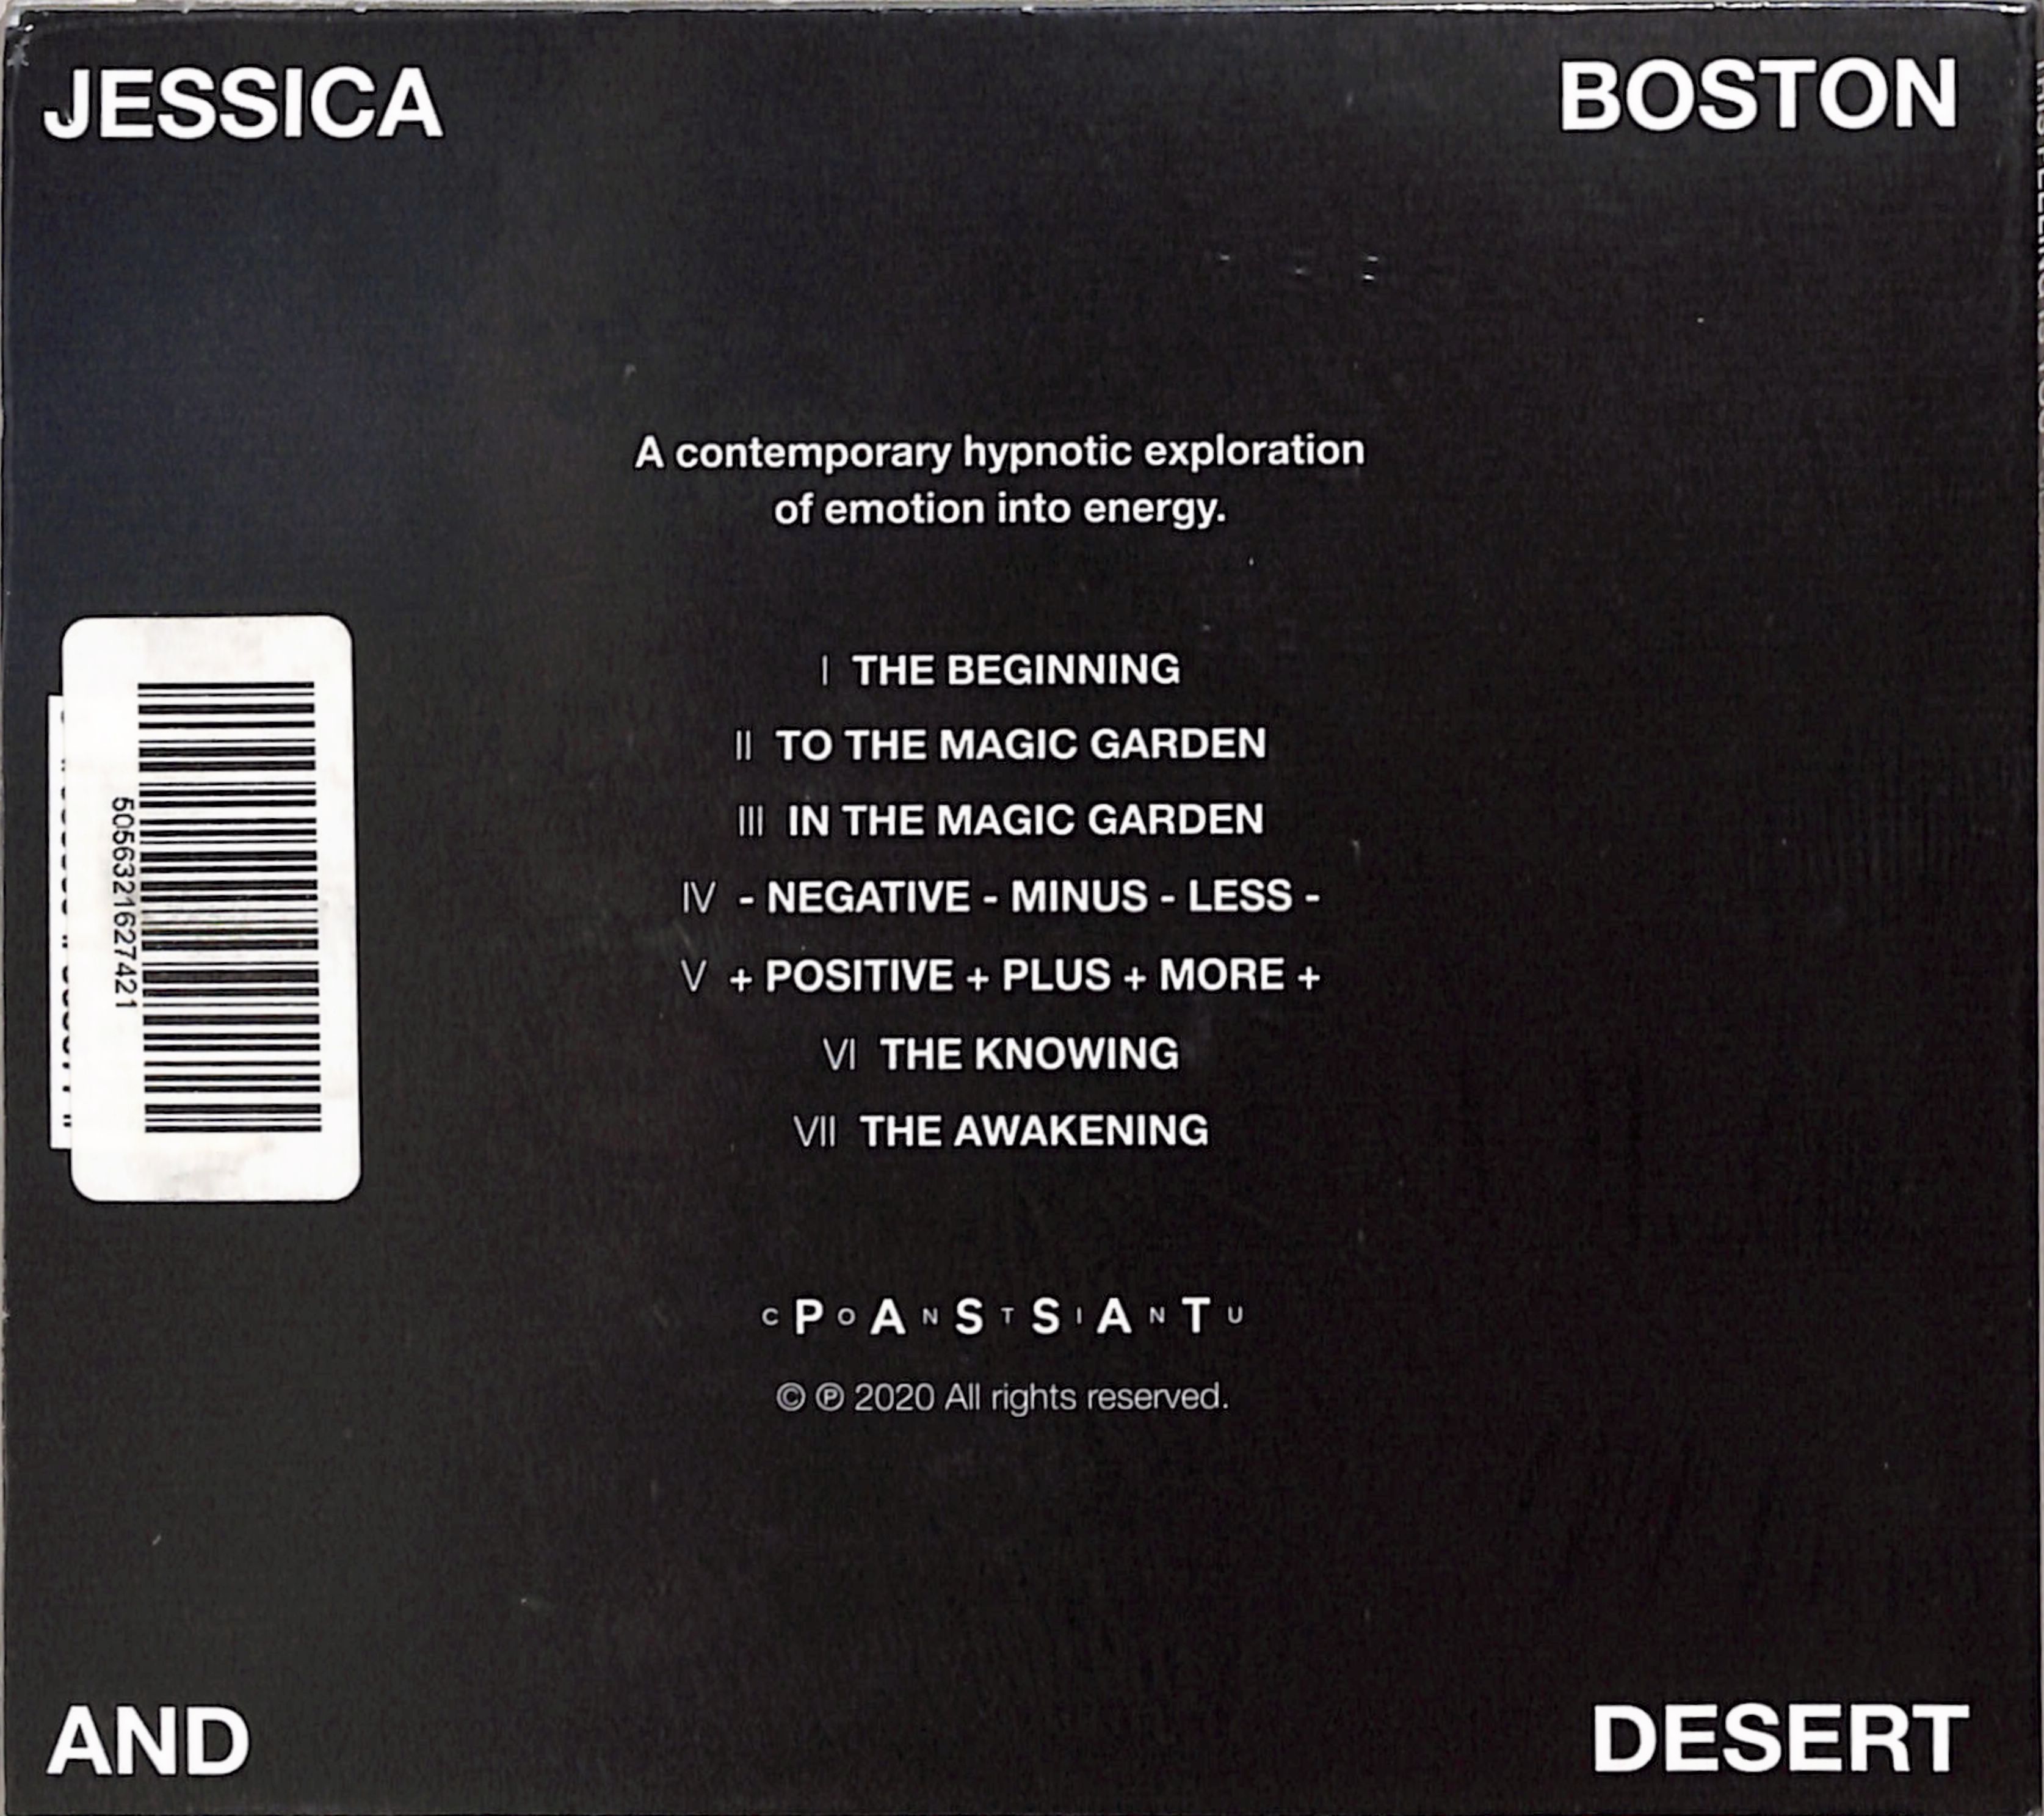 JESSICA BOSTON
A contemporary hypnotic exploration
of emotion into energy.
I THE BEGINNING
II TO THE MAGIC GARDEN
III IN THE MAGIC GARDEN
IV - NEGATIVE - MINUS - LESS -
V + POSITIVE + PLUS + MORE +
VI THE KNOWING
VII THE AWAKENING
5056321627421
C P O A N S T S I A N T U
© ℗ 2020 All rights reserved.
AND DESERT